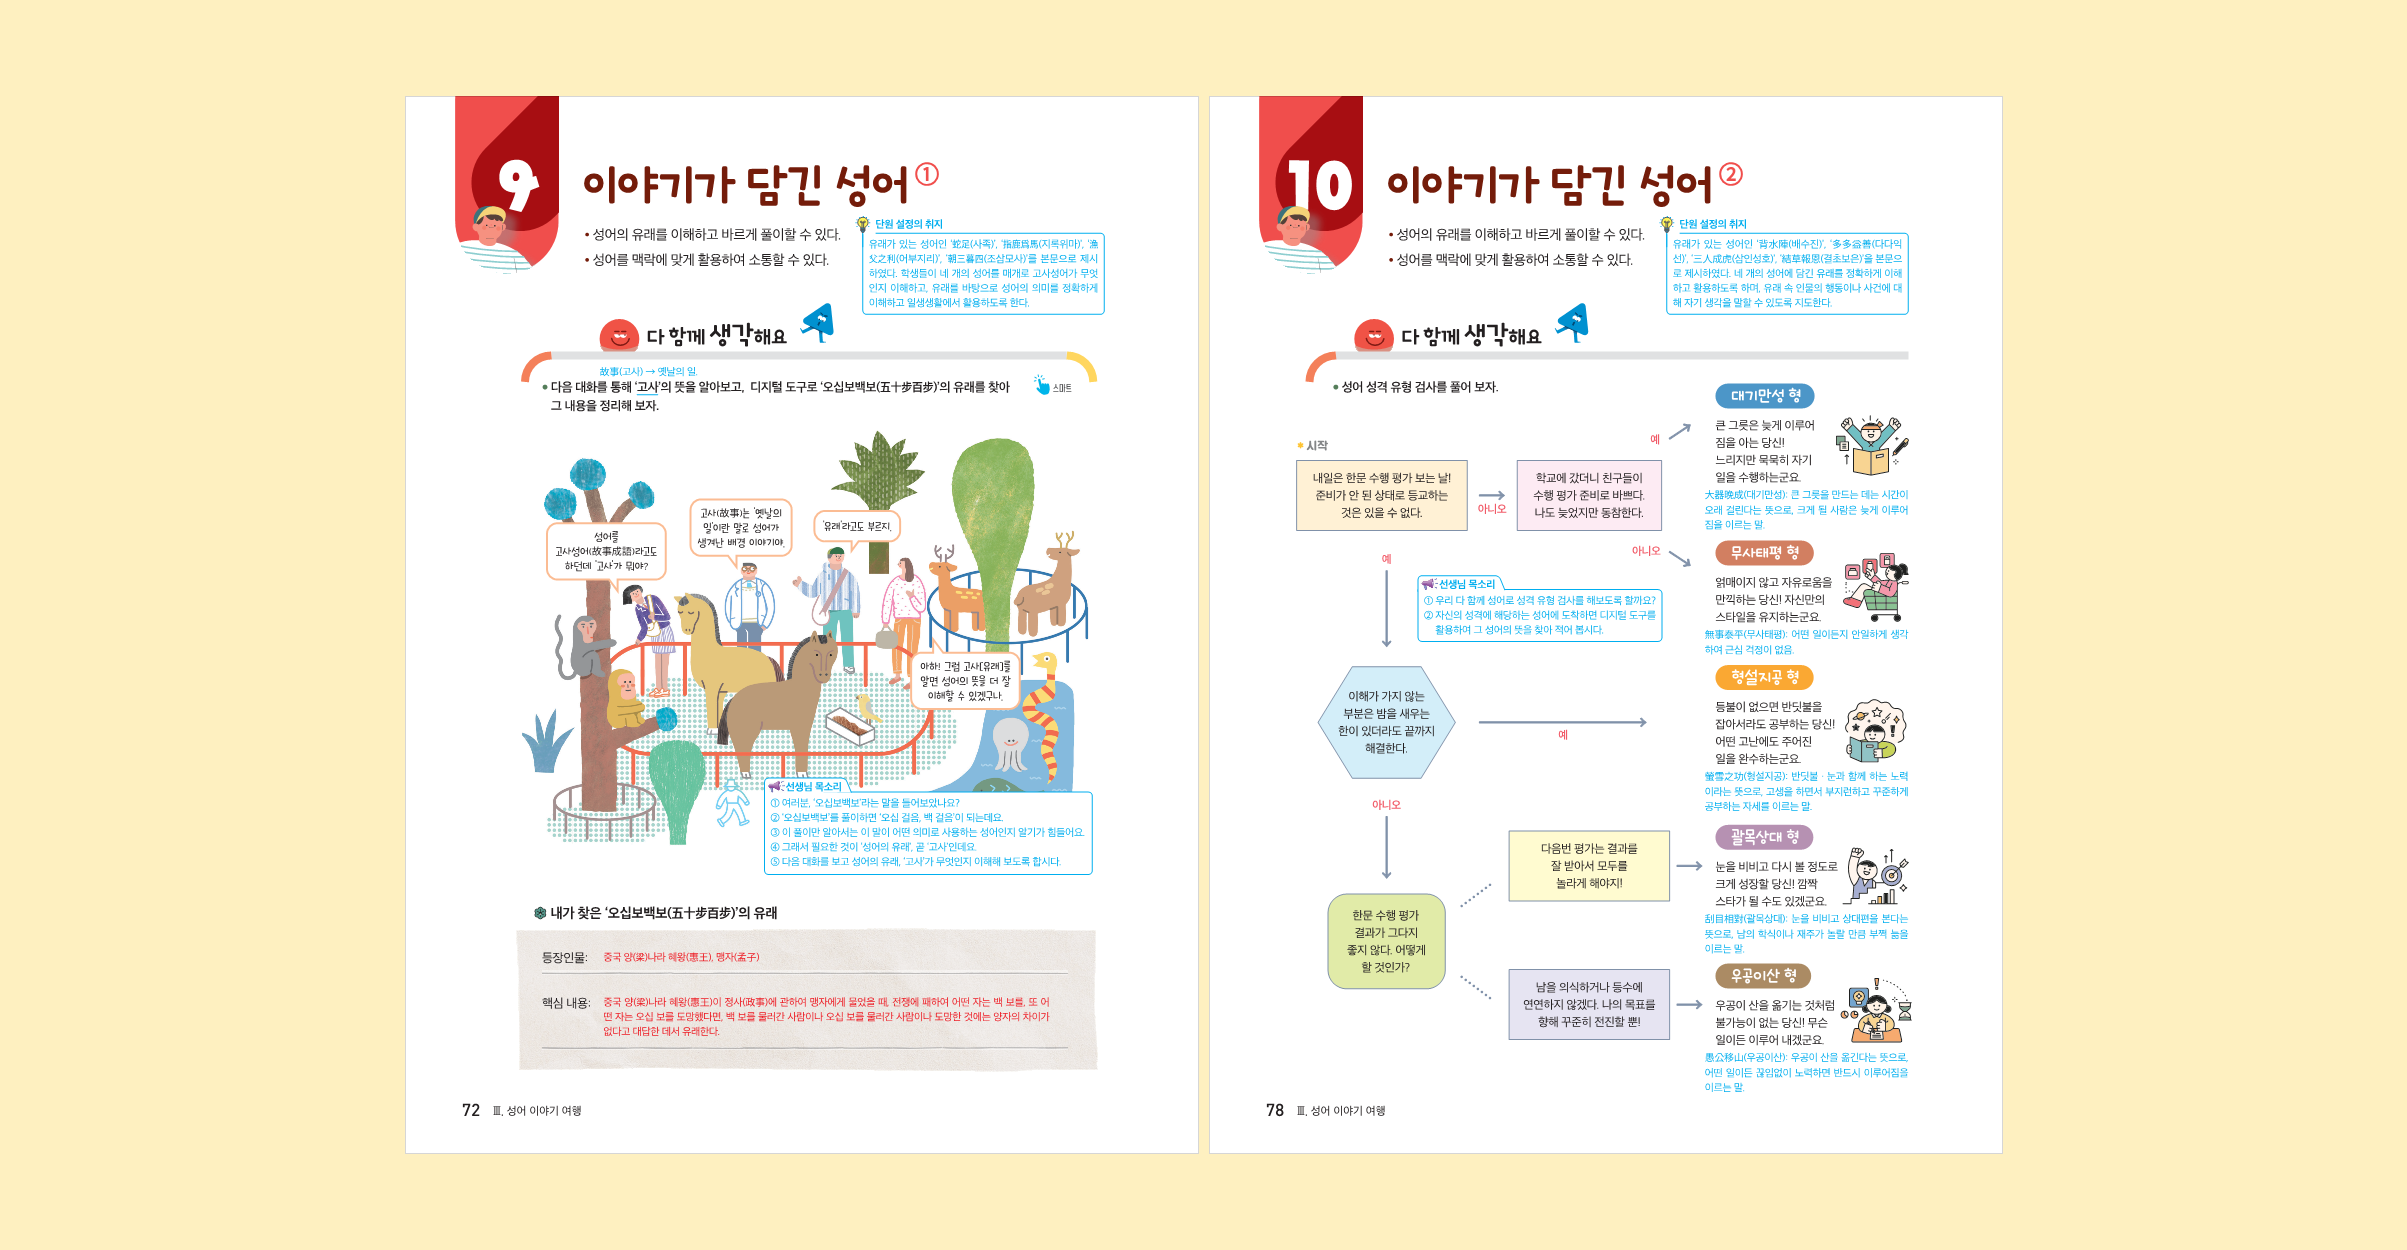 9
이야기가 담긴 성어 ①
• 성어의 유래를 이해하고 바르게 풀이할 수 있다.
• 성어를 맥락에 맞게 활용하여 소통할 수 있다.
단원 설정의 취지
유래가 있는 성어인 '蛇足(사족)', '指鹿爲馬(지록위마)', '漁
父之利(어부지리)', '朝三暮四(조삼모사)'를 본문으로 제시
하였다. 학생들이 네 개의 성어를 매개로 고사성어가 무엇
인지 이해하고, 유래를 바탕으로 성어의 의미를 정확하게
이해하고 일생생활에서 활용하도록 한다.
다 함께 생각해요
故事(고사) → 옛날의 일.
• 다음 대화를 통해 '고사'의 뜻을 알아보고, 디지털 도구로 '오십보백보(五十步百步)'의 유래를 찾아
그 내용을 정리해 보자.
스마트
성어를
고사성어(故事成語)라고도
하던데 '고사'가 뭐야?
고사(故事)는 '옛날의
일'이란 말로 성어가
생겨난 배경 이야기야.
'유래'라고도 부르지.
아하! 그럼 고사[유래]를
알면 성어의 뜻을 더 잘
이해할 수 있겠구나.
선생님 목소리
① 여러분, '오십보백보'라는 말을 들어보았나요?
② '오십보백보'를 풀이하면 '오십 걸음, 백 걸음'이 되는데요.
③ 이 풀이만 알아서는 이 말이 어떤 의미로 사용하는 성어인지 알기가 힘들어요.
④ 그래서 필요한 것이 '성어의 유래', 곧 '고사'인데요.
⑤ 다음 대화를 보고 성어의 유래, '고사'가 무엇인지 이해해 보도록 합시다.
내가 찾은 '오십보백보(五十步百步)'의 유래
등장인물: 중국 양(梁)나라 혜왕(惠王), 맹자(孟子)
핵심 내용: 중국 양(梁)나라 혜왕(惠王)이 정사(政事)에 관하여 맹자에게 물었을 때, 전쟁에 패하여 어떤 자는 백 보를, 또 어
떤 자는 오십 보를 도망했다면, 백 보를 물러간 사람이나 오십 보를 물러간 사람이나 도망한 것에는 양자의 차이가
없다고 대답한 데서 유래한다.
72 Ⅲ. 성어 이야기 여행
10
이야기가 담긴 성어 ②
• 성어의 유래를 이해하고 바르게 풀이할 수 있다.
• 성어를 맥락에 맞게 활용하여 소통할 수 있다.
단원 설정의 취지
유래가 있는 성어인 '背水陣(배수진)', '多多益善(다다익
선)', '三人成虎(삼인성호)', '結草報恩(결초보은)'을 본문으
로 제시하였다. 네 개의 성어에 담긴 유래를 정확하게 이해
하고 활용하도록 하며, 유래 속 인물의 행동이나 사건에 대
해 자기 생각을 말할 수 있도록 지도한다.
다 함께 생각해요
• 성어 성격 유형 검사를 풀어 보자.
시작
내일은 한문 수행 평가 보는 날!
준비가 안 된 상태로 등교하는
것은 있을 수 없다.
아니오
학교에 갔더니 친구들이
수행 평가 준비로 바쁘다.
나도 늦었지만 동참한다.
예
아니오
예
선생님 목소리
① 우리 다 함께 성어로 성격 유형 검사를 해보도록 할까요?
② 자신의 성격에 해당하는 성어에 도착하면 디지털 도구를
활용하여 그 성어의 뜻을 찾아 적어 봅시다.
이해가 가지 않는
부분은 밤을 새우는
한이 있더라도 끝까지
해결한다.
예
아니오
한문 수행 평가
결과가 그다지
좋지 않다. 어떻게
할 것인가?
다음번 평가는 결과를
잘 받아서 모두를
놀라게 해야지!
남을 의식하거나 등수에
연연하지 않겠다. 나의 목표를
향해 꾸준히 전진할 뿐!
대기만성 형
큰 그릇은 늦게 이루어
짐을 아는 당신!
느리지만 묵묵히 자기
일을 수행하는군요.
大器晩成(대기만성): 큰 그릇을 만드는 데는 시간이
오래 걸린다는 뜻으로, 크게 될 사람은 늦게 이루어
짐을 이르는 말.
무사태평 형
얽매이지 않고 자유로움을
만끽하는 당신! 자신만의
스타일을 유지하는군요.
無事泰平(무사태평): 어떤 일이든지 안일하게 생각
하여 근심 걱정이 없음.
형설지공 형
등불이 없으면 반딧불을
잡아서라도 공부하는 당신!
어떤 고난에도 주어진
일을 완수하는군요.
螢雪之功(형설지공): 반딧불·눈과 함께 하는 노력
이라는 뜻으로, 고생을 하면서 부지런하고 꾸준하게
공부하는 자세를 이르는 말.
괄목상대 형
눈을 비비고 다시 볼 정도로
크게 성장할 당신! 깜짝
스타가 될 수도 있겠군요.
刮目相對(괄목상대): 눈을 비비고 상대편을 본다는
뜻으로, 남의 학식이나 재주가 놀랄 만큼 부쩍 늚을
이르는 말.
우공이산 형
우공이 산을 옮기는 것처럼
불가능이 없는 당신! 무슨
일이든 이루어 내겠군요.
愚公移山(우공이산): 우공이 산을 옮긴다는 뜻으로,
어떤 일이든 끊임없이 노력하면 반드시 이루어짐을
이르는 말.
78 Ⅲ. 성어 이야기 여행